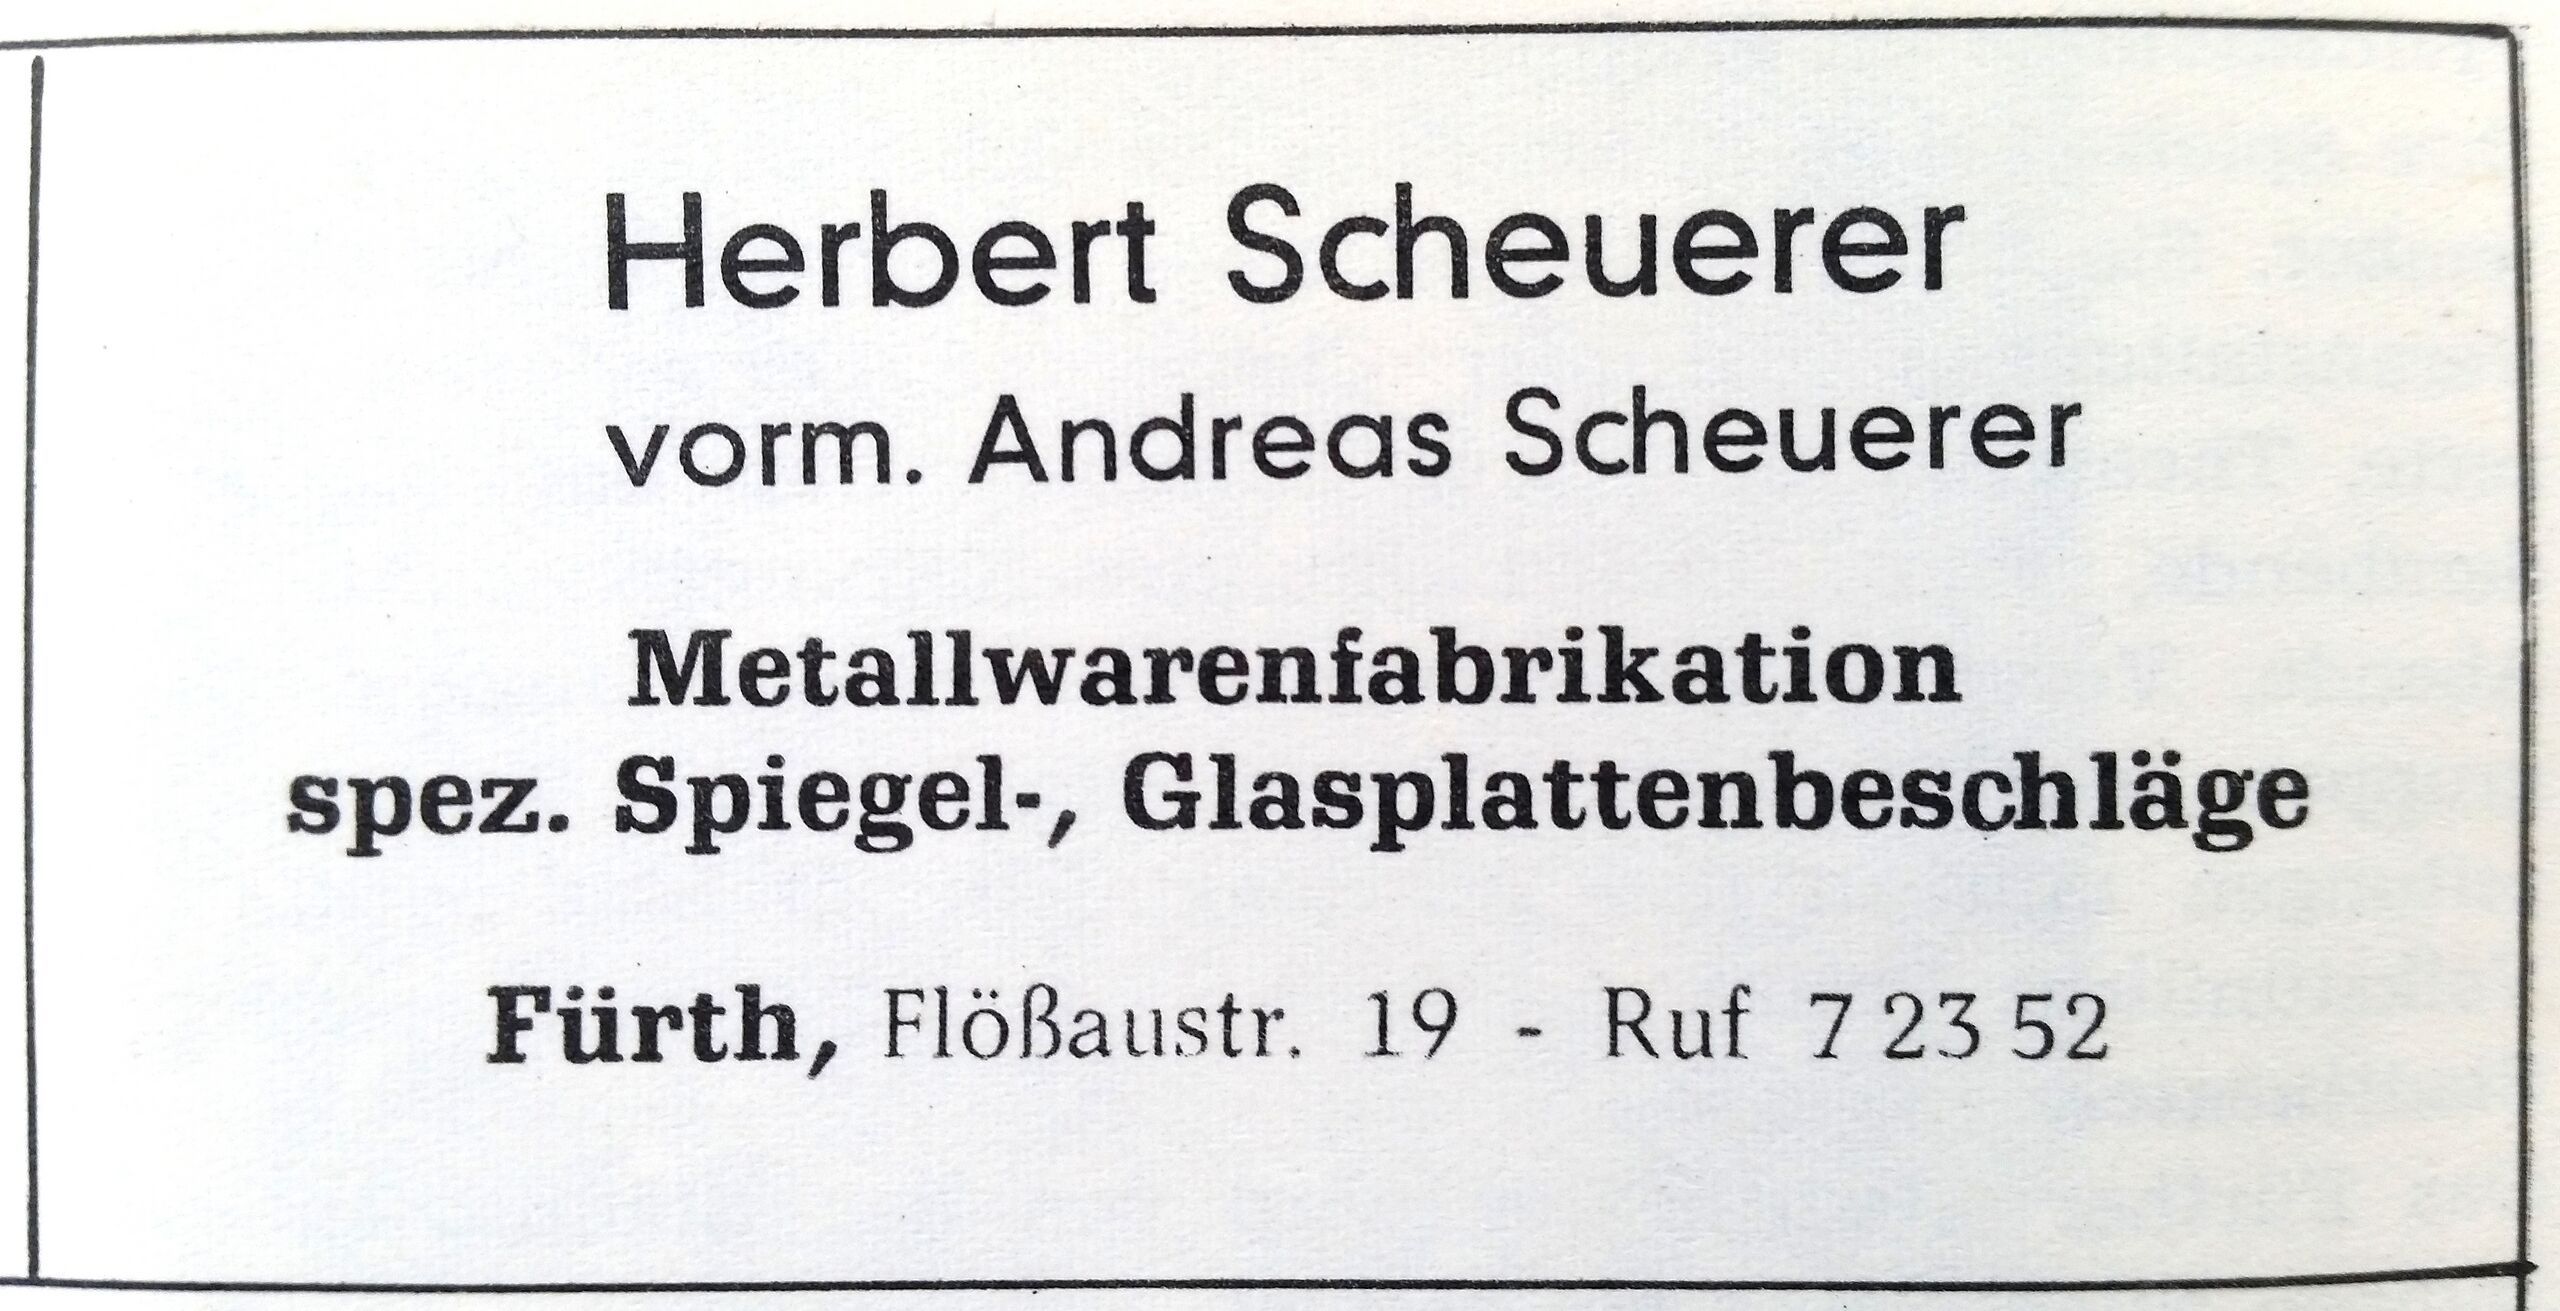 Herbert Scheuerer
vorm. Andreas Scheuerer
Metallwarenfabrikation
spez. Spiegel-, Glasplattenbeschläge
Fürth, Flößaustr. 19 - Ruf 7 23 52